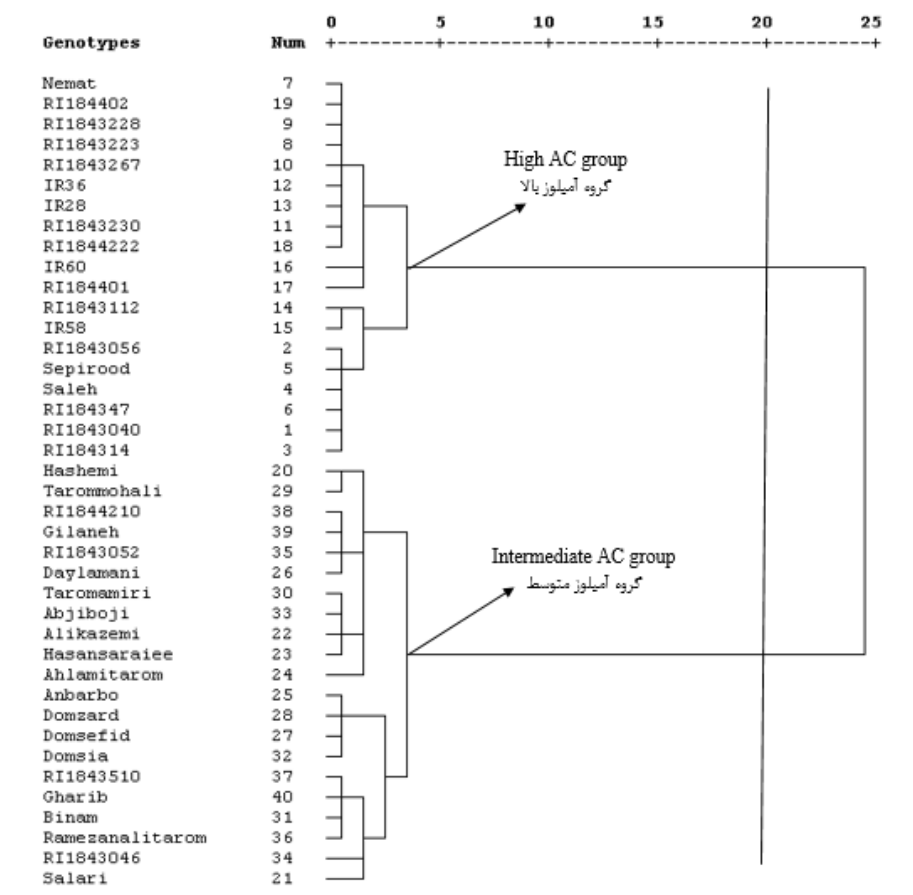 0 5 10 15 20 25
Genotypes Num +---------+---------+---------+---------+---------+
Nemat 7
RI184402 19
RI1843228 9
RI1843223 8
RI1843267 10
IR36 12
IR28 13
RI1843230 11
RI1844222 18
IR60 16
RI184401 17
RI1843112 14
IR58 15
RI1843056 2
Sepirood 5
Saleh 4
RI184347 6
RI1843040 1
RI184314 3
Hashemi 20
Tarommohali 29
RI1844210 38
Gilaneh 39
RI1843052 35
Daylamani 26
Taromamiri 30
Abjiboji 33
Alikazemi 22
Hasansaraiee 23
Ahlamitarom 24
Anbarbo 25
Domzard 28
Domsefid 27
Domsia 32
RI1843510 37
Gharib 40
Binam 31
Ramezanalitarom 36
RI1843046 34
Salari 21
High AC group
گروه آمیلوز بالا
Intermediate AC group
گروه آمیلوز متوسط